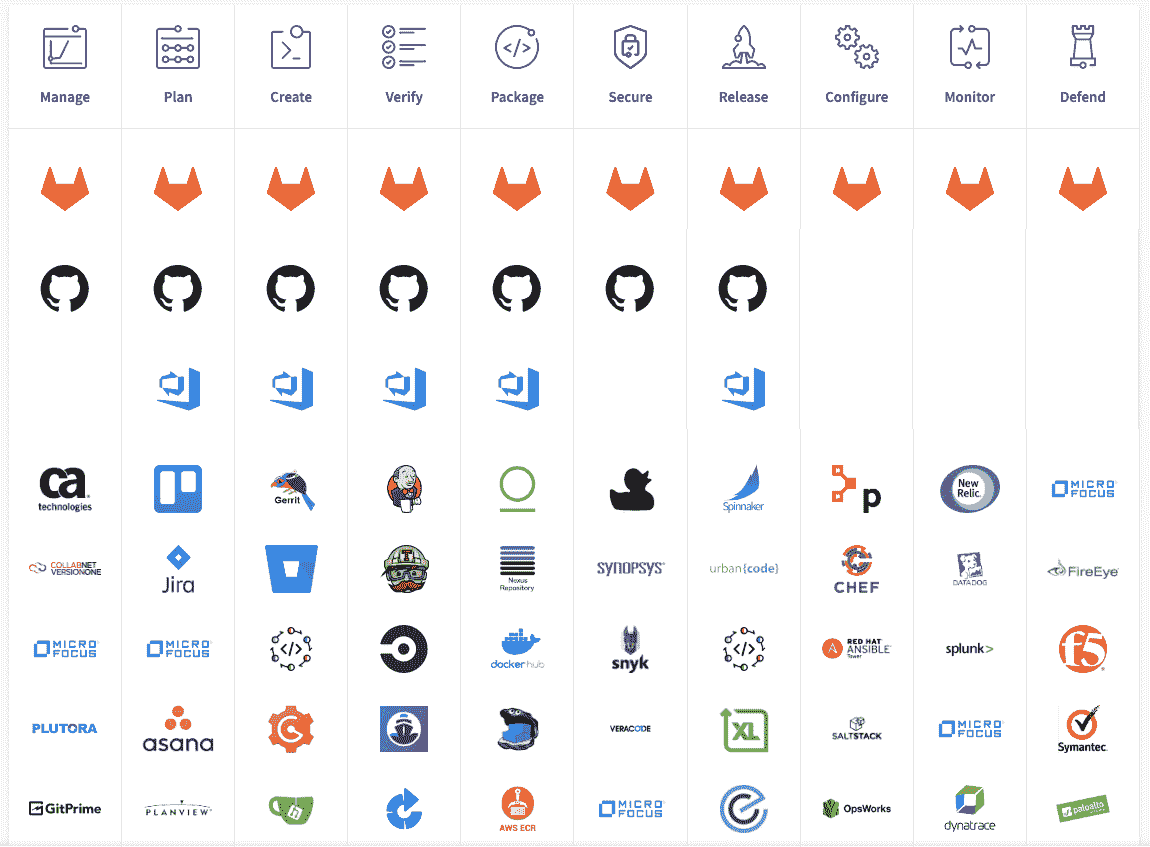 Manage Plan Create Verify Package Secure Release Configure Monitor Defend
ca technologies
Gerrit
Spinnaker
p
New Relic.
MICRO FOCUS
COLLABNET VERSIONONE
Jira
T
Nexus Repository
SYNOPSYS
urban{code}
CHEF
DATADOG
FireEye
MICRO FOCUS
MICRO FOCUS
</>
docker hub
snyk
</>
A RED HAT ANSIBLE Tower
splunk>
f5
PLUTORA
asana
C
VERACODE
XL
SALTSTACK
MICRO FOCUS
Symantec.
GitPrime
PLANVIEW
h
AWS ECR
MICRO FOCUS
OpsWorks
dynatrace
paloalto